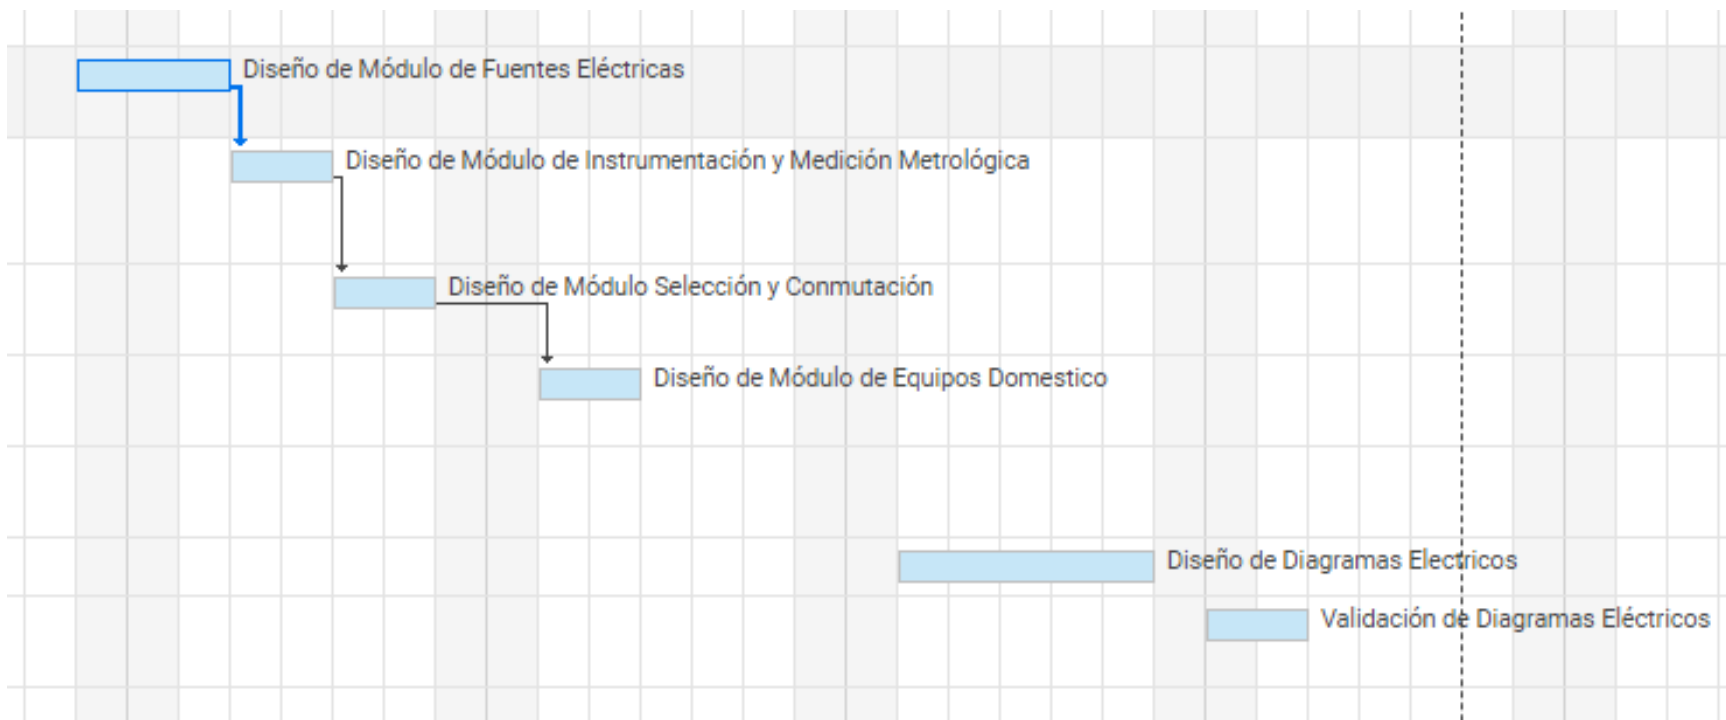 Diseño de Módulo de Fuentes Eléctricas
Diseño de Módulo de Instrumentación y Medición Metrológica
Diseño de Módulo Selección y Conmutación
Diseño de Módulo de Equipos Domestico
Diseño de Diagramas Electricos
Validación de Diagramas Eléctricos